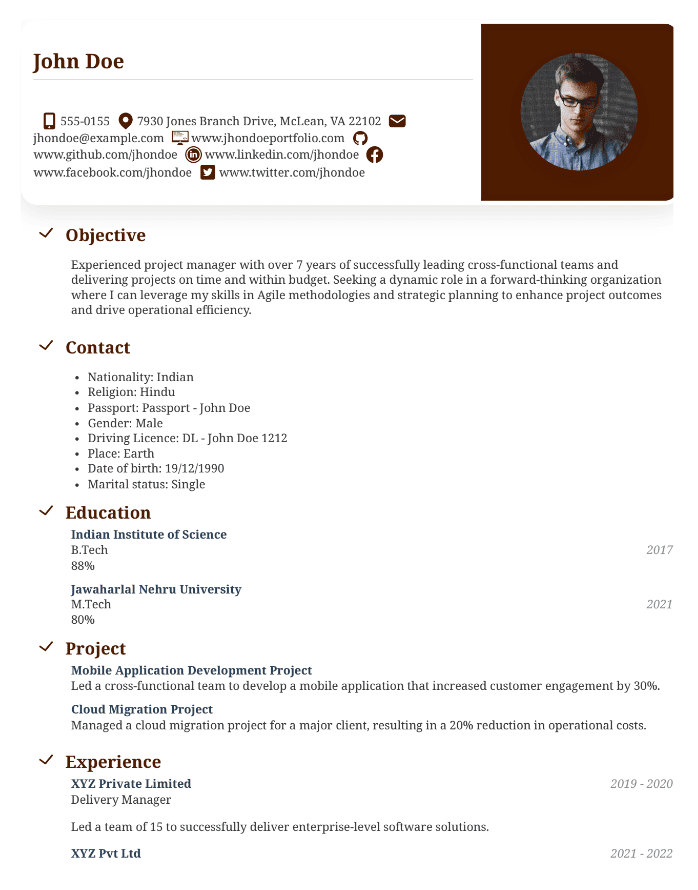 John Doe
555-0155 7930 Jones Branch Drive, McLean, VA 22102
jhondoe@example.com www.jhondoeportfolio.com
www.github.com/jhondoe www.linkedin.com/jhondoe
www.facebook.com/jhondoe www.twitter.com/jhondoe
Objective
Experienced project manager with over 7 years of successfully leading cross-functional teams and
delivering projects on time and within budget. Seeking a dynamic role in a forward-thinking organization
where I can leverage my skills in Agile methodologies and strategic planning to enhance project outcomes
and drive operational efficiency.
Contact
• Nationality: Indian
• Religion: Hindu
• Passport: Passport - John Doe
• Gender: Male
• Driving Licence: DL - John Doe 1212
• Place: Earth
• Date of birth: 19/12/1990
• Marital status: Single
Education
Indian Institute of Science
B.Tech 2017
88%
Jawaharlal Nehru University
M.Tech 2021
80%
Project
Mobile Application Development Project
Led a cross-functional team to develop a mobile application that increased customer engagement by 30%.
Cloud Migration Project
Managed a cloud migration project for a major client, resulting in a 20% reduction in operational costs.
Experience
XYZ Private Limited 2019 - 2020
Delivery Manager
Led a team of 15 to successfully deliver enterprise-level software solutions.
XYZ Pvt Ltd 2021 - 2022